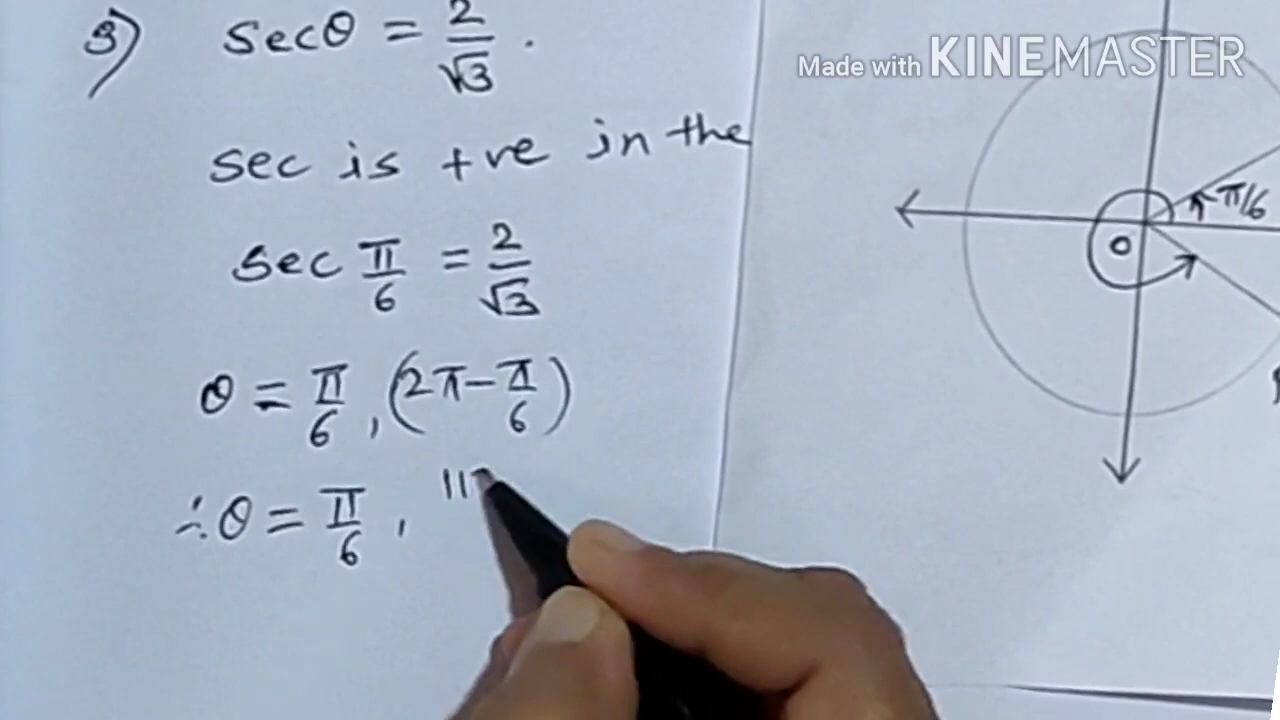 3) secθ = 2/√3 .
Made with KINEMASTER
sec is +ve in the
sec π/6 = 2/√3
π/6
O
θ = π/6 , (2π - π/6)
∴ θ = π/6 , 11